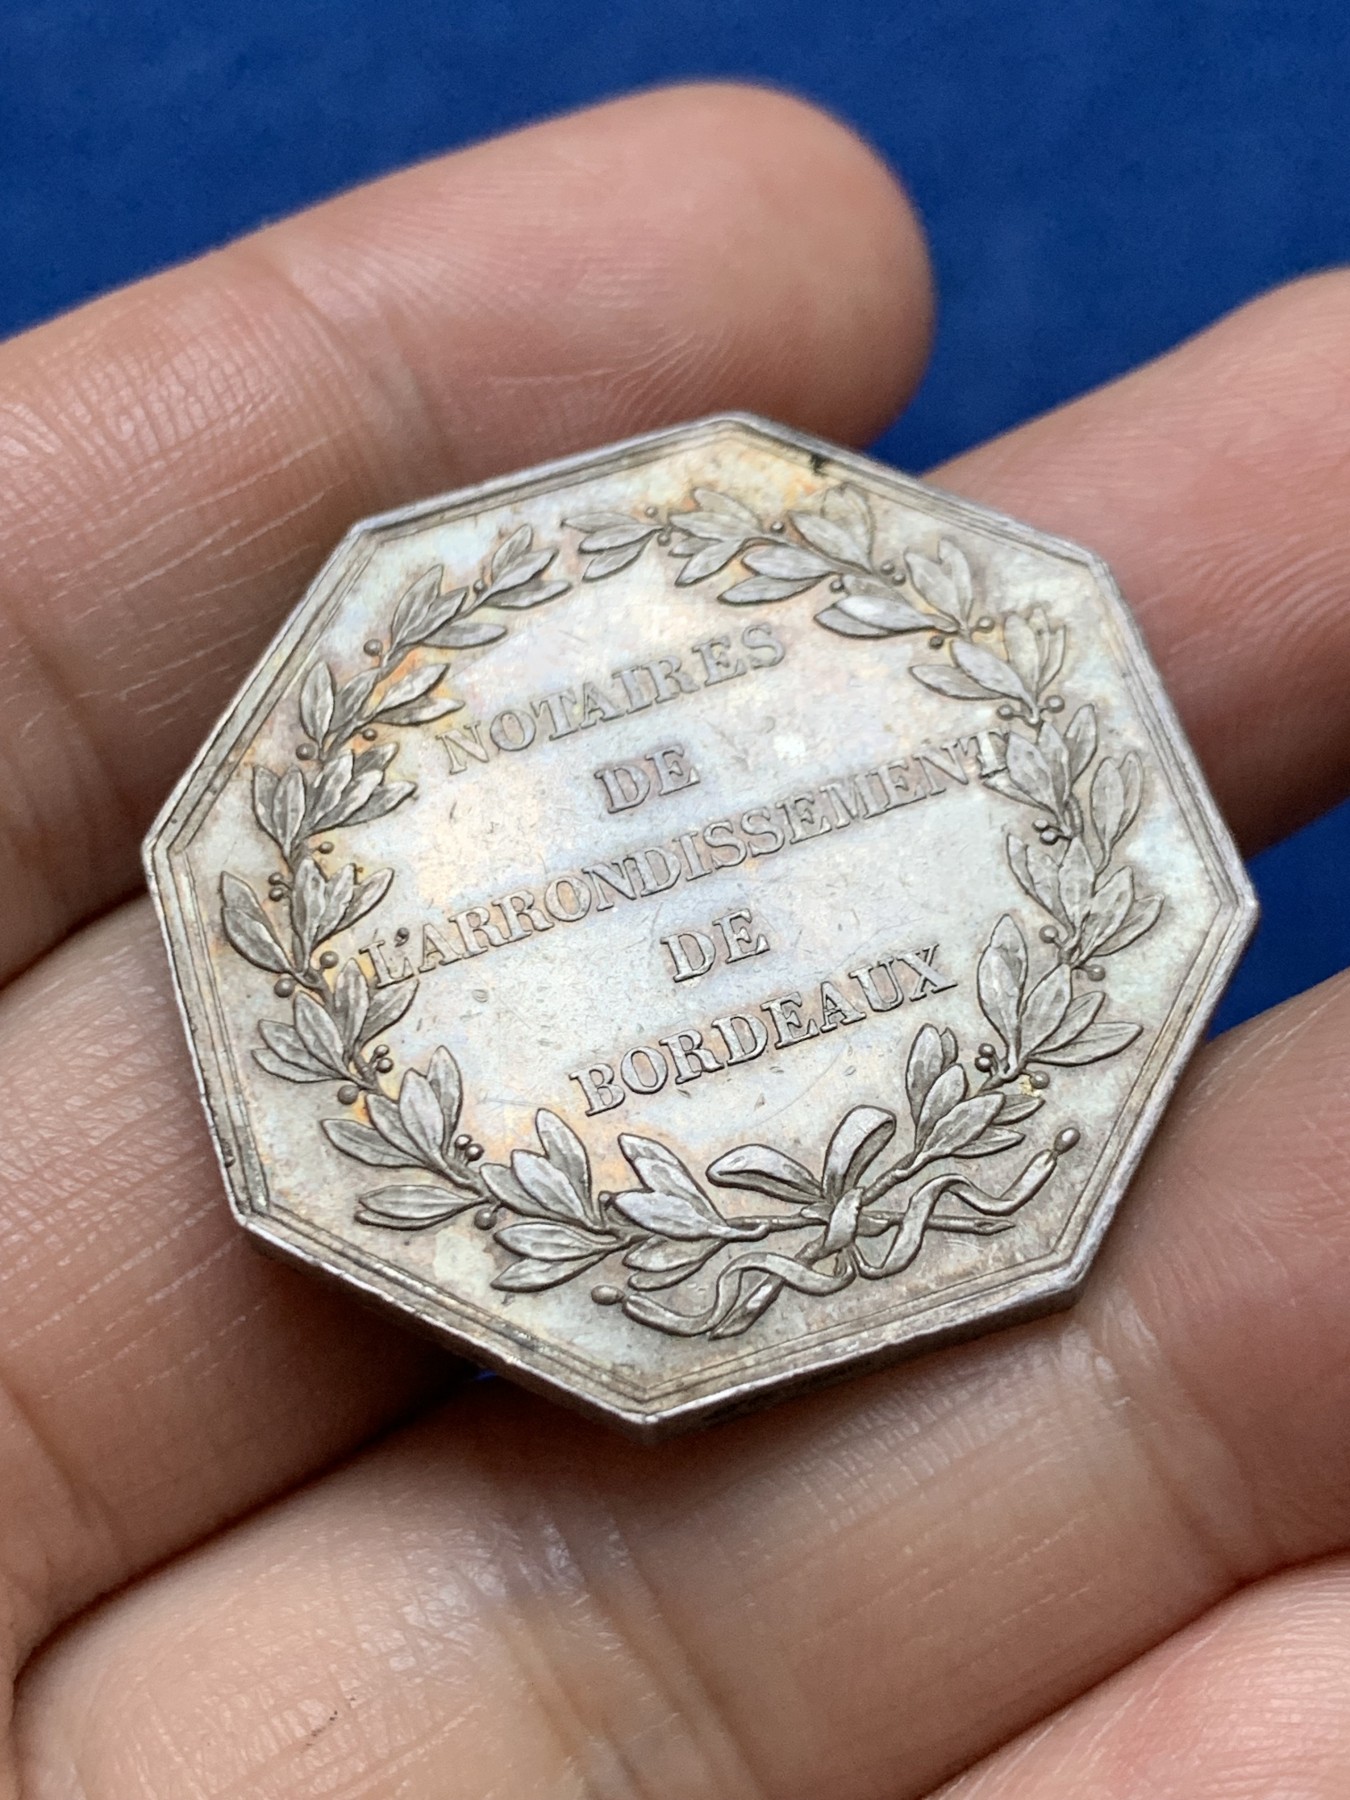 NOTAIRES
DE
L'ARRONDISSEMENT
DE
BORDEAUX